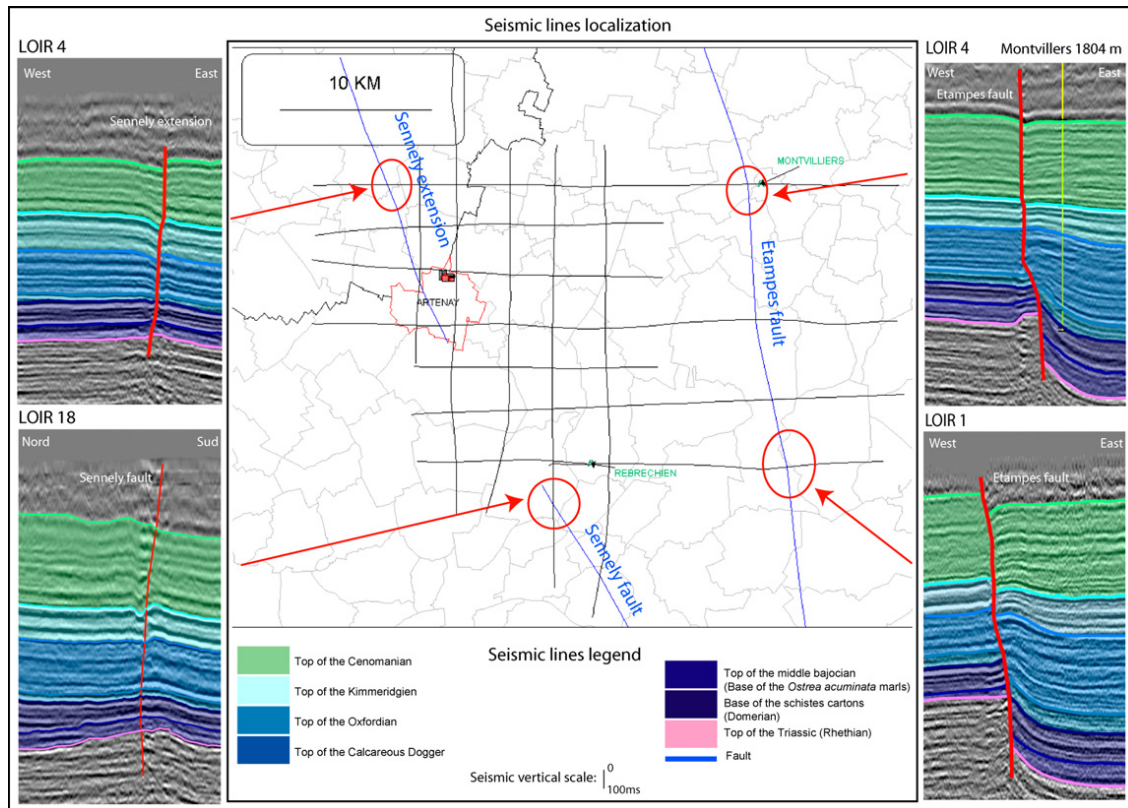 Seismic lines localization
LOIR 4
West East
Sennely extension
LOIR 18
Nord Sud
Sennely fault
10 KM
Sennely extension
MONTVILLIERS
Etampes fault
ARTENAY
REBRECHIEN
Sennely fault
LOIR 4 Montvillers 1804 m
West East
Etampes fault
LOIR 1
West East
Etampes fault
Seismic lines legend
Top of the Cenomanian
Top of the Kimmeridgien
Top of the Oxfordian
Top of the Calcareous Dogger
Top of the middle bajocian
(Base of the Ostrea acuminata marls)
Base of the schistes cartons
(Domerian)
Top of the Triassic (Rhethian)
Fault
Seismic vertical scale: 0
100ms